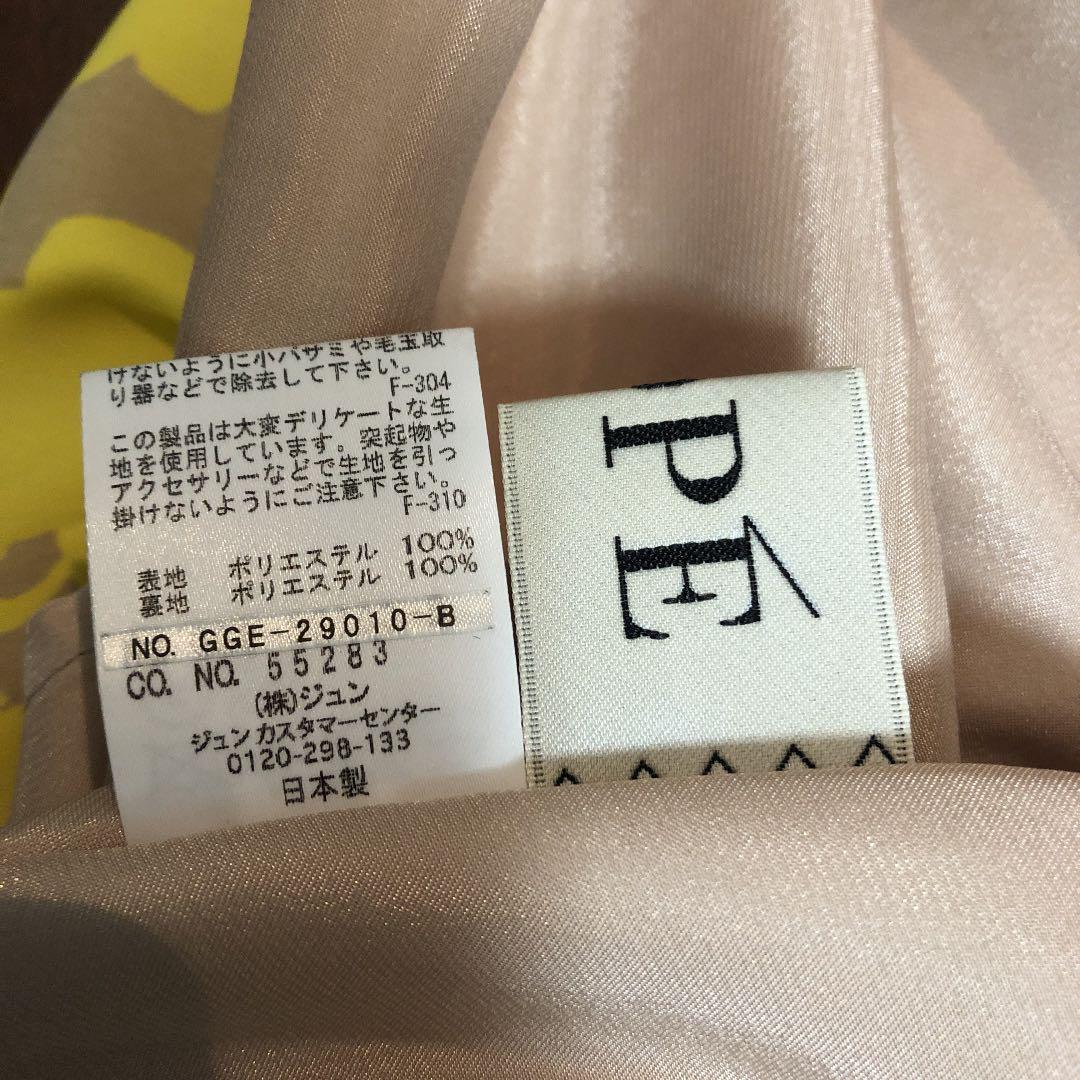 けないように小バサミや毛玉取
り器などで除去して下さい。
F-304
この製品は大変デリケートな生
地を使用しています。突起物や
アクセサリーなどで生地を引っ
掛けないようにご注意下さい。
F-310
表地 ポリエステル 100%
裏地 ポリエステル 100%
NO. GGE-29010-B
CO. NO. 55283
(株)ジュン
ジュンカスタマーセンター
0120-298-133
日本製
PÉ